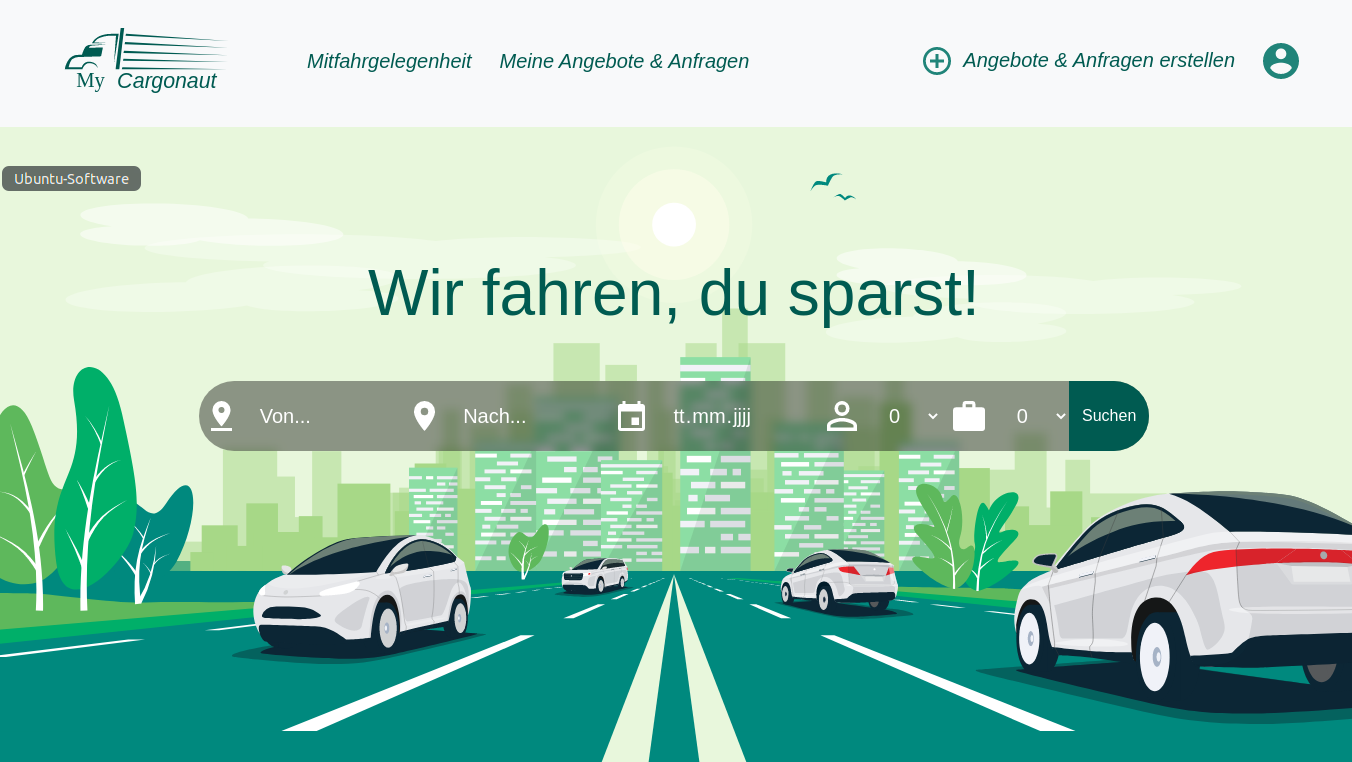 My Cargonaut
Mitfahrgelegenheit
Meine Angebote & Anfragen
Angebote & Anfragen erstellen
Ubuntu-Software
Wir fahren, du sparst!
Von...
Nach...
tt.mm.jjjj
0
0
Suchen